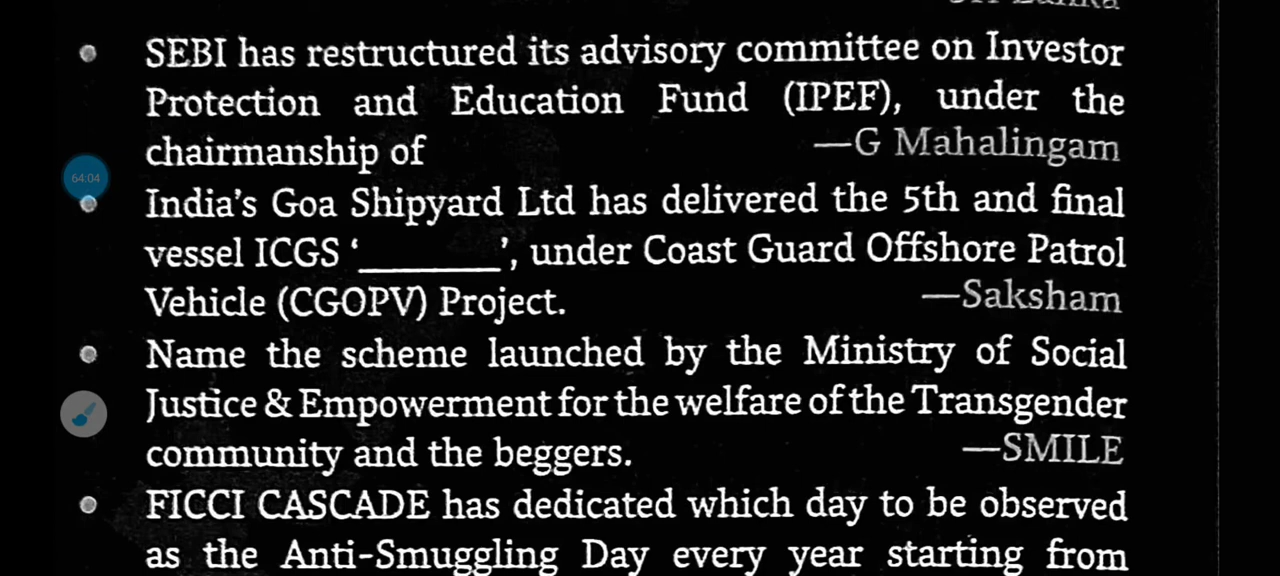 SEBI has restructured its advisory committee on Investor
Protection and Education Fund (IPEF), under the
chairmanship of —G Mahalingam
64:04
India's Goa Shipyard Ltd has delivered the 5th and final
vessel ICGS ‘_______’, under Coast Guard Offshore Patrol
Vehicle (CGOPV) Project. —Saksham
Name the scheme launched by the Ministry of Social
Justice & Empowerment for the welfare of the Transgender
community and the beggers. —SMILE
FICCI CASCADE has dedicated which day to be observed
as the Anti-Smuggling Day every year starting from